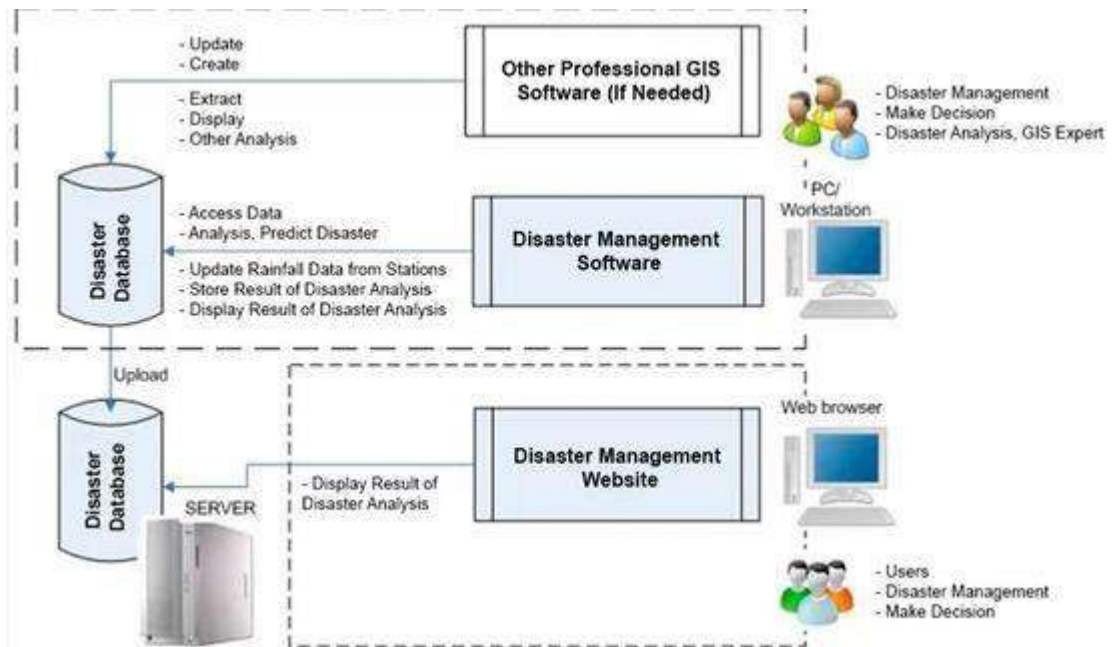 - Update
- Create
- Extract
- Display
- Other Analysis
Other Professional GIS
Software (If Needed)
- Disaster Management
- Make Decision
- Disaster Analysis, GIS Expert
Disaster
Database
- Access Data
- Analysis, Predict Disaster
- Update Rainfall Data from Stations
- Store Result of Disaster Analysis
- Display Result of Disaster Analysis
Disaster Management
Software
PC/
Workstation
Upload
Disaster
Database
SERVER
- Display Result of
Disaster Analysis
Disaster Management
Website
Web browser
- Users
- Disaster Management
- Make Decision